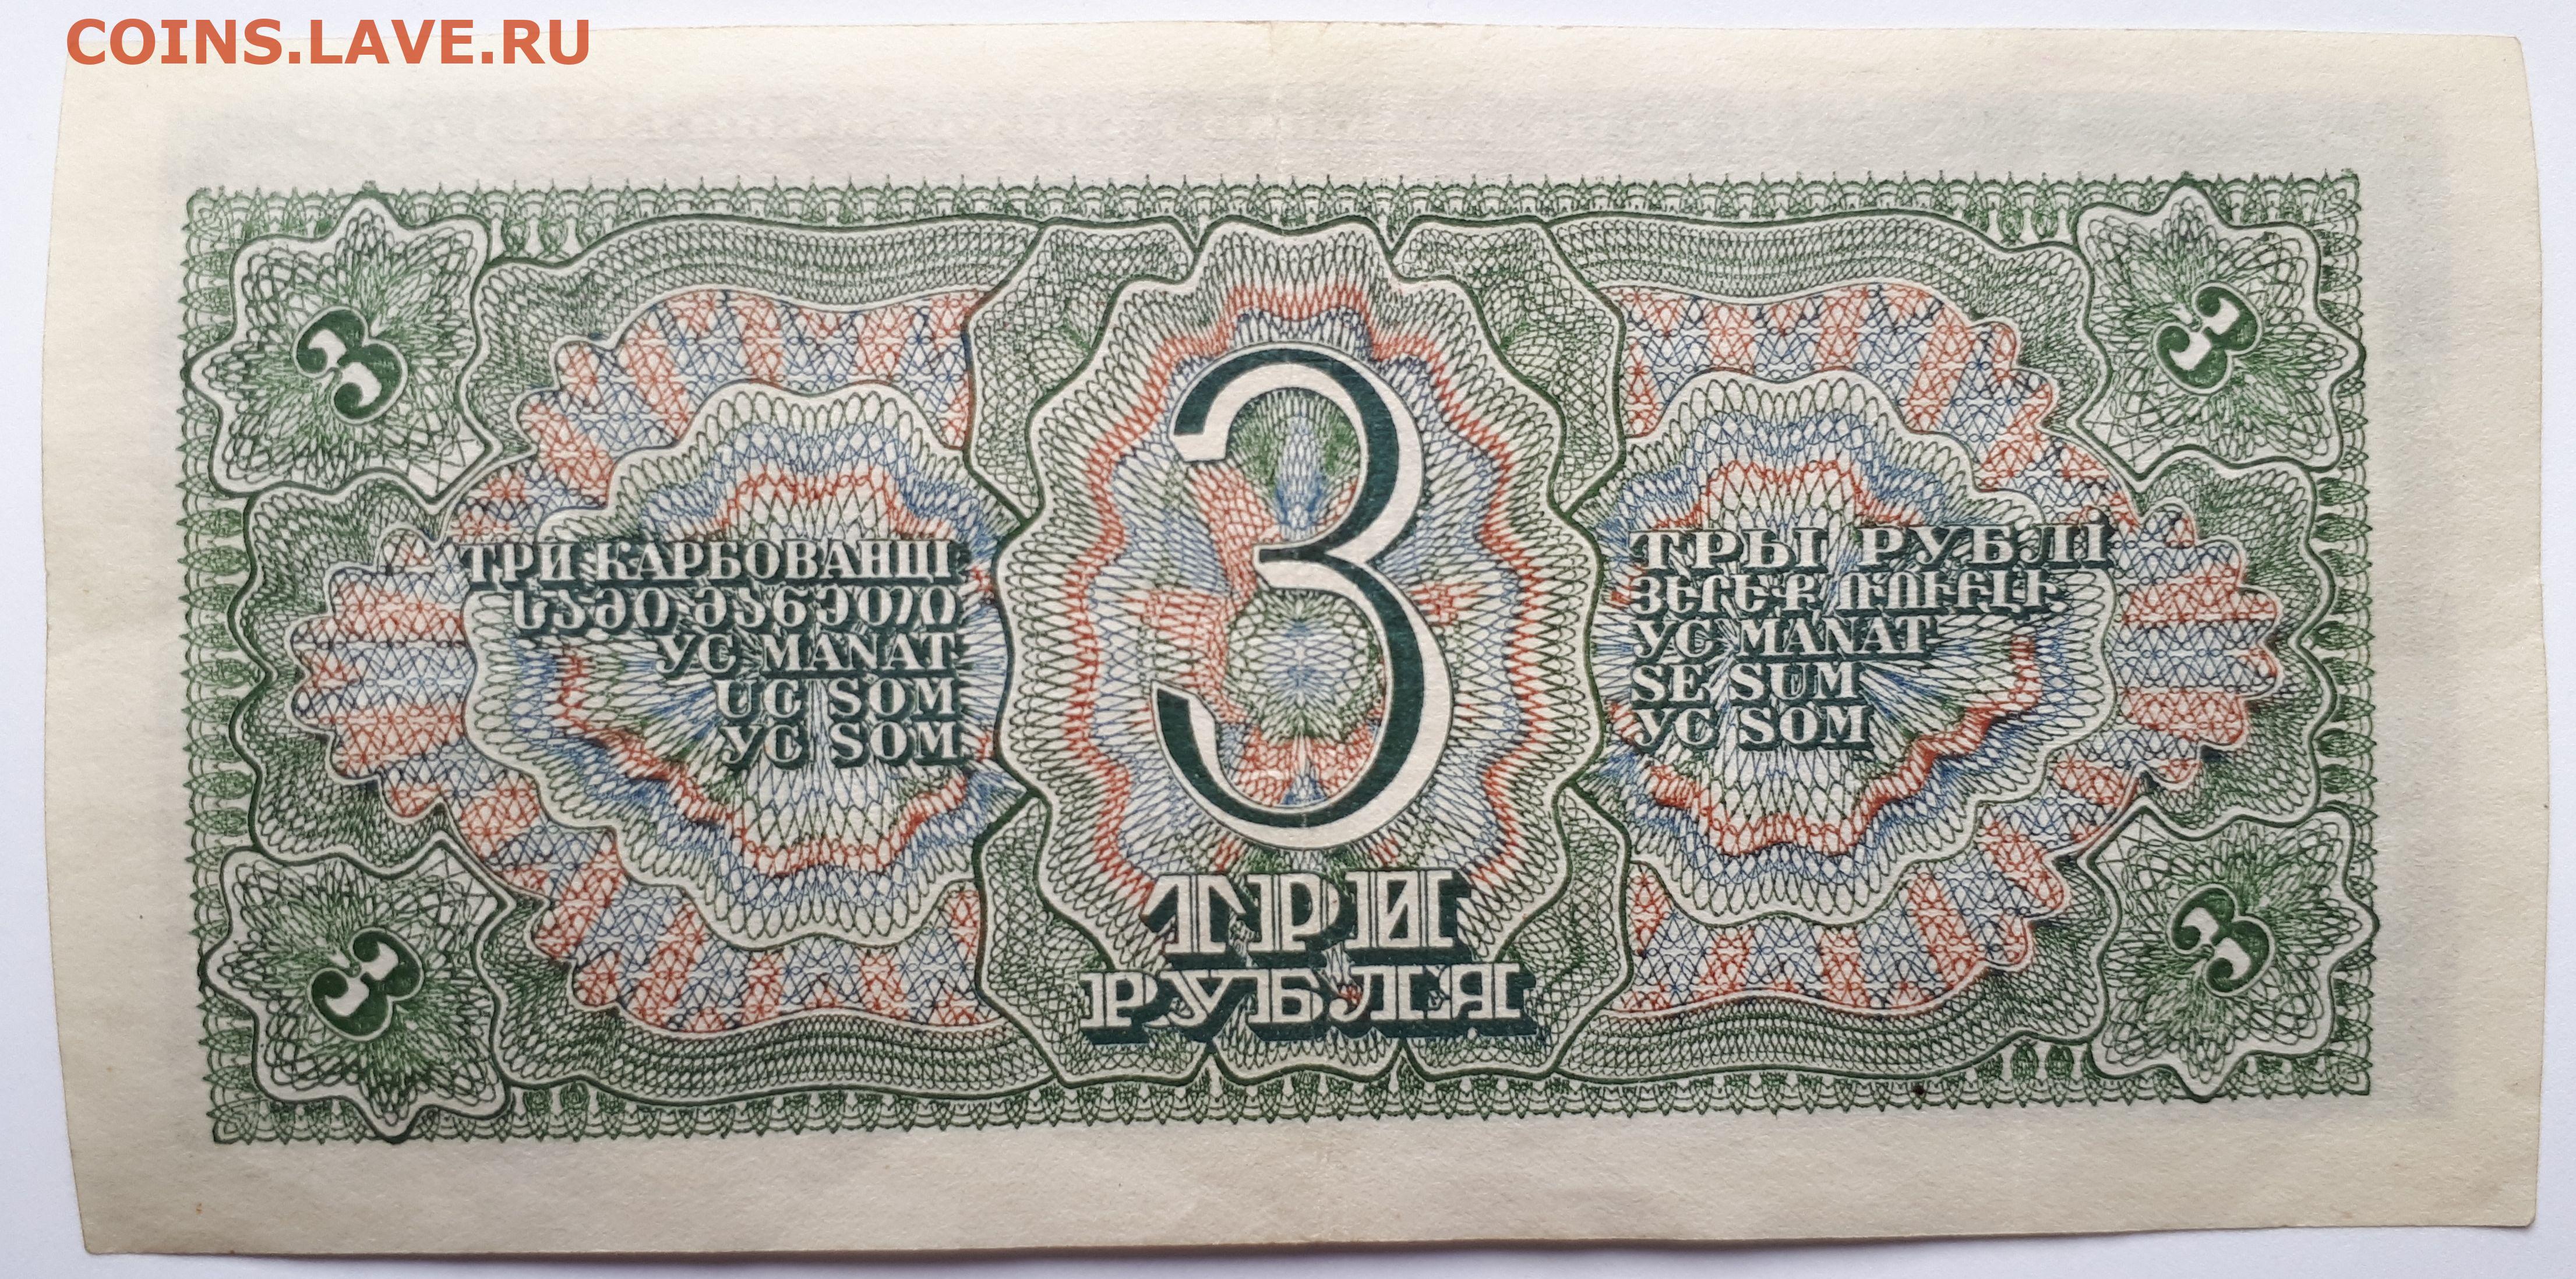 COINS.LAVE.RU
3
3
ТРИ КАРБОВАНЦІ
სამი მანეთი
YC MANAT
UC SOM
YC SOM
3
ТРИ
РУБЛЯ
ТРЫ РУБЛІ
ՅԵՐԵՔ ՌՈՒԲԼԻ
YC MANAT
SE SUM
YC SOM
3
3